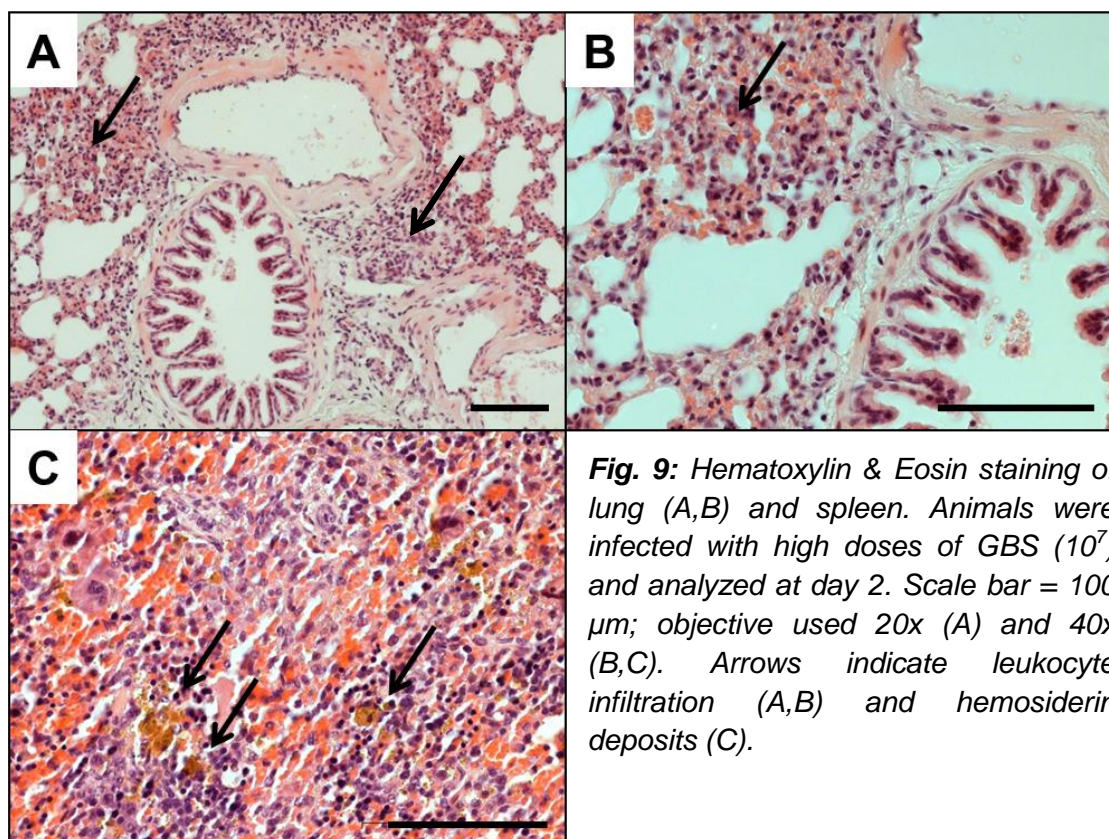 A
B
C
Fig. 9: Hematoxylin & Eosin staining of
lung (A,B) and spleen. Animals were
infected with high doses of GBS (10⁷)
and analyzed at day 2. Scale bar = 100
µm; objective used 20x (A) and 40x
(B,C). Arrows indicate leukocyte
infiltration (A,B) and hemosiderin
deposits (C).